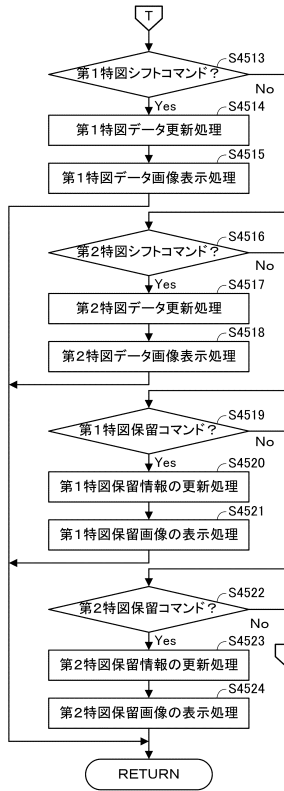 T
第1特図シフトコマンド？
S4513
No
Yes
S4514
第1特図データ更新処理
S4515
第1特図データ画像表示処理
第2特図シフトコマンド？
S4516
No
Yes
S4517
第2特図データ更新処理
S4518
第2特図データ画像表示処理
第1特図保留コマンド？
S4519
No
Yes
S4520
第1特図保留情報の更新処理
S4521
第1特図保留画像の表示処理
第2特図保留コマンド？
S4522
No
Yes
S4523
第2特図保留情報の更新処理
S4524
第2特図保留画像の表示処理
RETURN